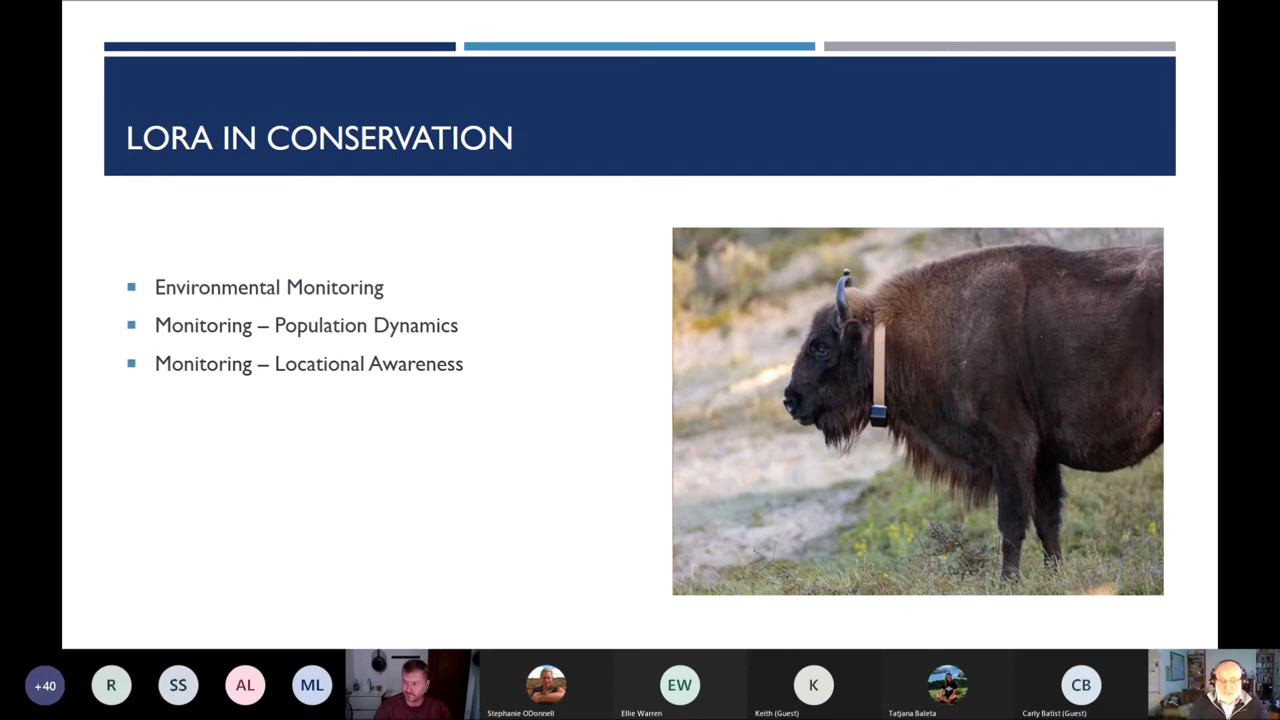 LORA IN CONSERVATION
Environmental Monitoring
Monitoring – Population Dynamics
Monitoring – Locational Awareness
+40
R
SS
AL
ML
Stephanie ODonnell
EW
Ellie Warren
K
Keith (Guest)
Tatjana Baleta
CB
Carly Batist (Guest)